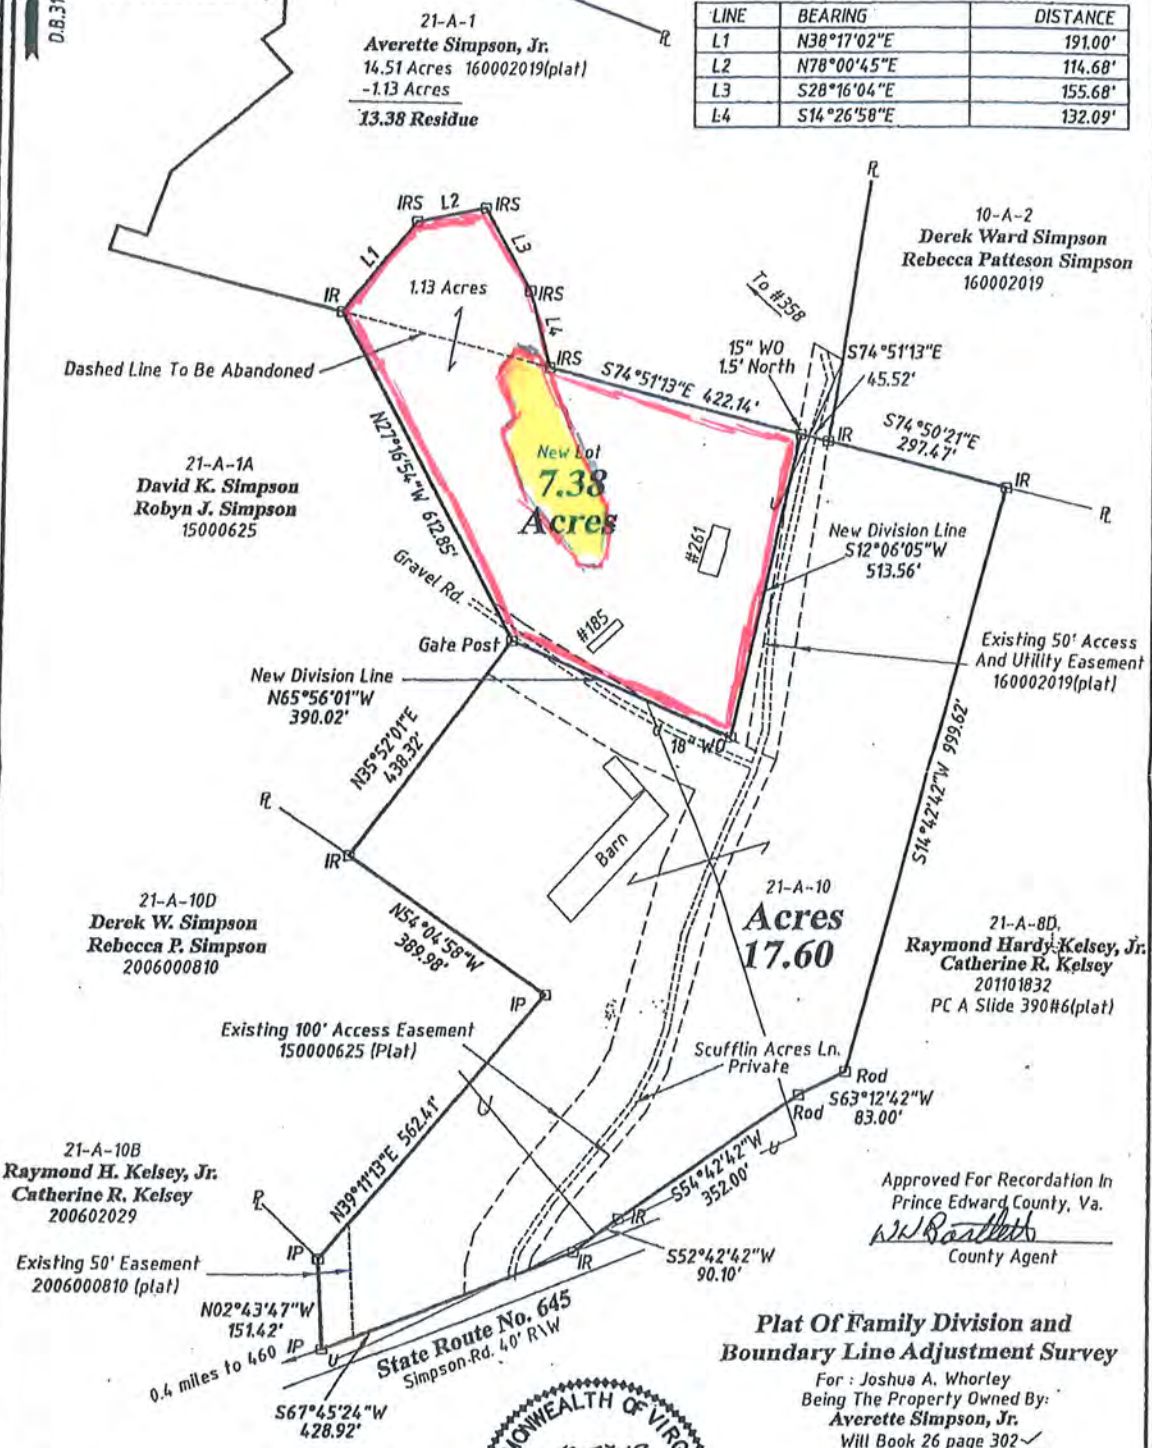 D.B.31
21-A-1
Averette Simpson, Jr.
14.51 Acres 160002019(plat)
-1.13 Acres
13.38 Residue
LINE BEARING DISTANCE
L1 N38°17'02"E 191.00'
L2 N78°00'45"E 114.68'
L3 S28°16'04"E 155.68'
L4 S14°26'58"E 132.09'
PL
PL
10-A-2
Derek Ward Simpson
Rebecca Patteson Simpson
160002019
IRS L2 IRS
L1
L3
1.13 Acres
IR
IRS
L4
IRS
To #358
Dashed Line To Be Abandoned
15" WO
1.5' North
S74°51'13"E
45.52'
S74°51'13"E 422.14'
IR
S74°50'21"E
297.47'
IR
PL
21-A-1A
David K. Simpson
Robyn J. Simpson
15000625
N27°16'54"W 612.85'
New Lot
7.38
Acres
U
#261
New Division Line
S12°06'05"W
513.56'
Gravel Rd.
#185
Gate Post
Existing 50' Access
And Utility Easement
160002019(plat)
New Division Line
N65°56'01"W
390.02'
U
18" WO
N35°52'01"E
438.32'
S14°42'42"W 999.62'
PL
IR
Barn
21-A-10D
Derek W. Simpson
Rebecca P. Simpson
2006000810
N54°04'58"W
389.98'
21-A-10
Acres
17.60
21-A-8D
Raymond Hardy Kelsey, Jr.
Catherine R. Kelsey
201101832
PC A Slide 390#6(plat)
IP
Existing 100' Access Easement
150000625 (Plat)
Scufflin Acres Ln.
Private
Rod
S63°12'42"W
83.00'
Rod
U
N39°11'13"E 562.41'
U
S54°42'42"W
352.00'
21-A-10B
Raymond H. Kelsey, Jr.
Catherine R. Kelsey
200602029
PL
IP
Existing 50' Easement
2006000810 (plat)
IR
IR
S52°42'42"W
90.10'
Approved For Recordation In
Prince Edward County, Va.
WW Bartlett
County Agent
N02°43'47"W
151.42'
IP
U
0.4 miles to 460
State Route No. 645
Simpson Rd. 40' R\W
S67°45'24"W
428.92'
Plat Of Family Division and
Boundary Line Adjustment Survey
For : Joshua A. Whorley
Being The Property Owned By:
Averette Simpson, Jr.
Will Book 26 page 302
ONWEALTH OF VIRG